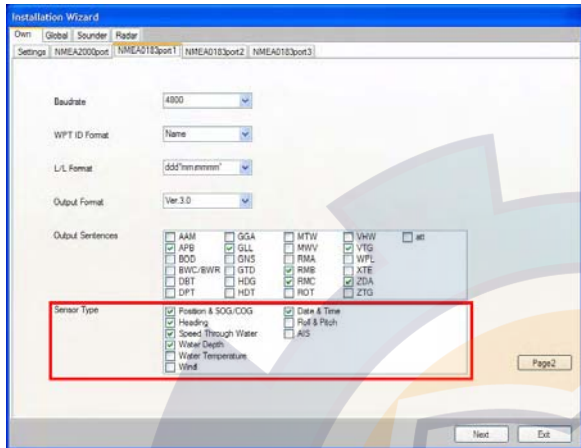 Installation Wizard
Own Global Sounder Radar
Settings NMEA2000port NMEA0183port1 NMEA0183port2 NMEA0183port3
Baudrate 4800
WPT ID Format Name
L/L Format ddd°mm.mmmm'
Output Format Ver.3.0
Output Sentences
AAM GGA MTW VHW att
APB GLL MWV VTG
BOD GNS RMA WPL
BWC/BWR GTD RMB XTE
DBT HDG RMC ZDA
DPT HDT ROT ZTG
Sensor Type
Position & SOG/COG Date & Time
Heading Roll & Pitch
Speed Through Water AIS
Water Depth
Water Temperature
Wind
Page2
Next Exit